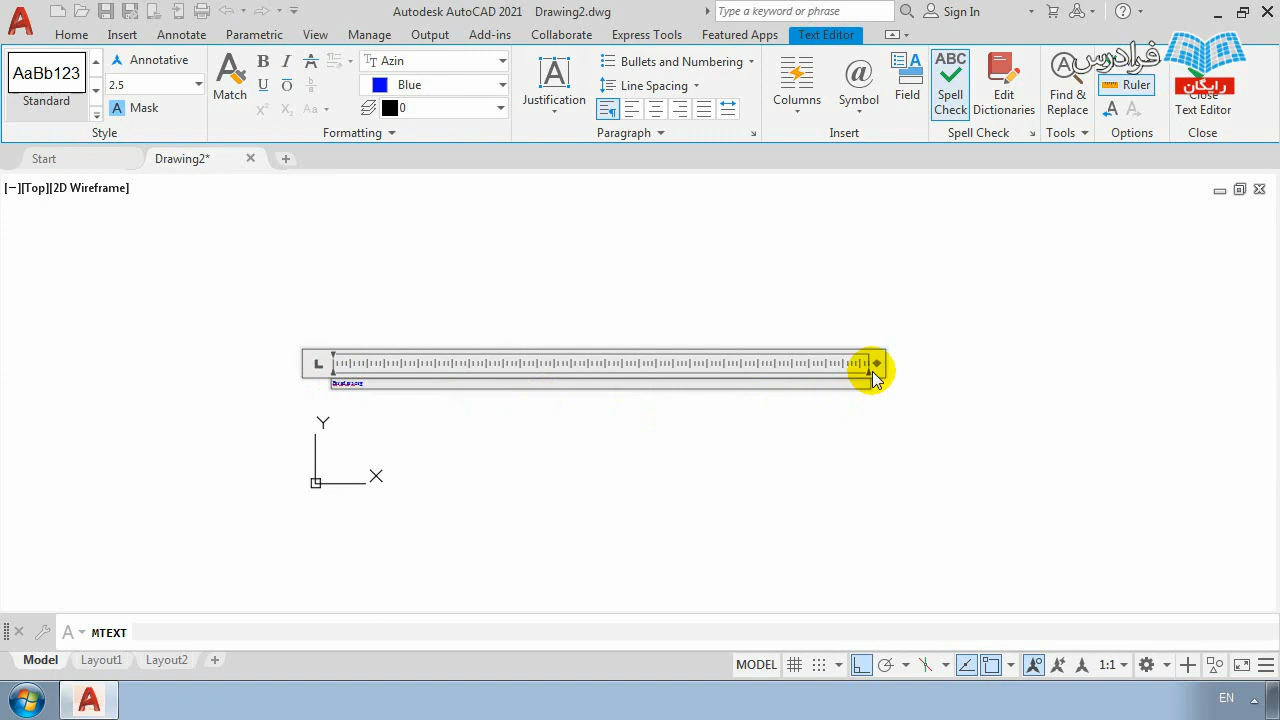 Autodesk AutoCAD 2021 Drawing2.dwg
Type a keyword or phrase
Sign In
Home Insert Annotate Parametric View Manage Output Add-ins Collaborate Express Tools Featured Apps Text Editor
فرادرس
رایگان
AaBb123
Standard
Annotative
2.5
Mask
Style
Match
Azin
Blue
0
Formatting
Justification
Bullets and Numbering
Line Spacing
Paragraph
Columns
Symbol
Field
Insert
ABC
Spell
Check
Edit
Dictionaries
Spell Check
Find &
Replace
Tools
Ruler
Options
Close
Text Editor
Close
Start
Drawing2*
[−][Top][2D Wireframe]
Y
X
MTEXT
Model Layout1 Layout2
MODEL
1:1
EN